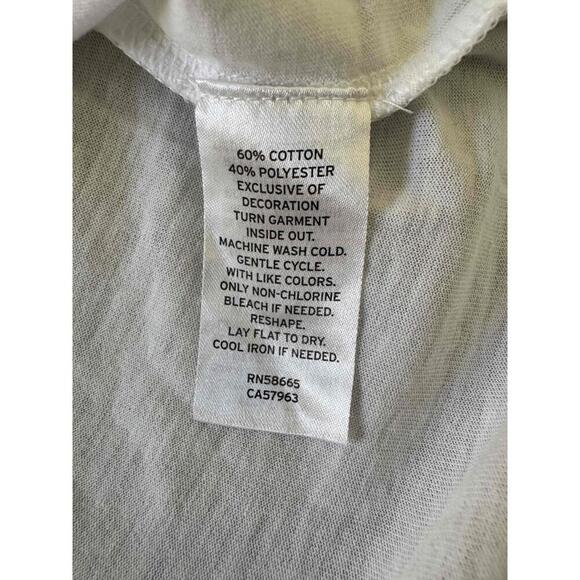 60% COTTON
40% POLYESTER
EXCLUSIVE OF
DECORATION
TURN GARMENT
INSIDE OUT.
MACHINE WASH COLD.
GENTLE CYCLE.
WITH LIKE COLORS.
ONLY NON-CHLORINE
BLEACH IF NEEDED.
RESHAPE.
LAY FLAT TO DRY.
COOL IRON IF NEEDED.
RN58665
CA57963